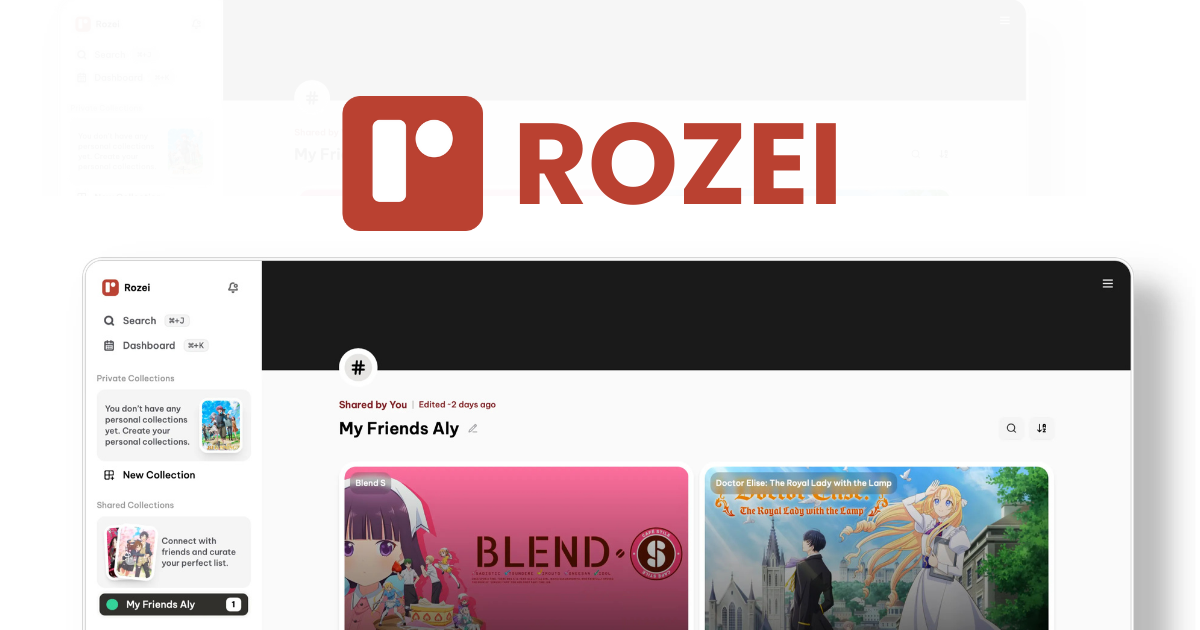 ROZEI
Rozei
Search ⌘+J
Dashboard ⌘+K
Private Collections
You don't have any
personal collections
yet. Create your
personal collections.
New Collection
Shared Collections
Connect with
friends and curate
your perfect list.
My Friends Aly 1
#
Shared by You | Edited ~2 days ago
My Friends Aly
Blend S
BLEND・S
Doctor Elise: The Royal Lady with the Lamp
Doctor Elise:
The Royal Lady with the Lamp